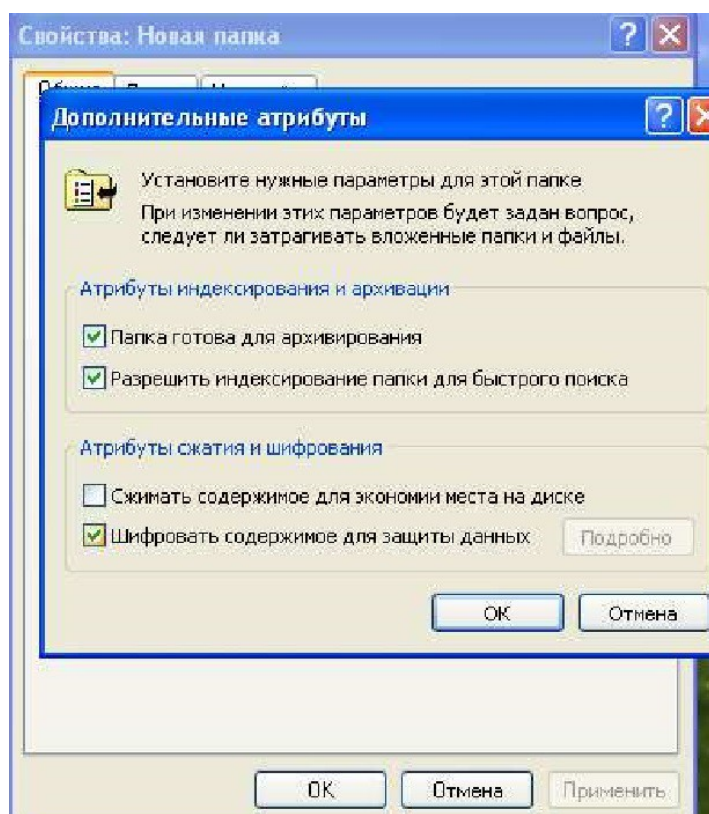 Свойства: Новая папка
Дополнительные атрибуты
Установите нужные параметры для этой папке
При изменении этих параметров будет задан вопрос,
следует ли затрагивать вложенные папки и файлы.
Атрибуты индексирования и архивации
Папка готова для архивирования
Разрешить индексирование папки для быстрого поиска
Атрибуты сжатия и шифрования
Сжимать содержимое для экономии места на диске
Шифровать содержимое для защиты данных
Подробно
ОК Отмена
ОК Отмена Применить